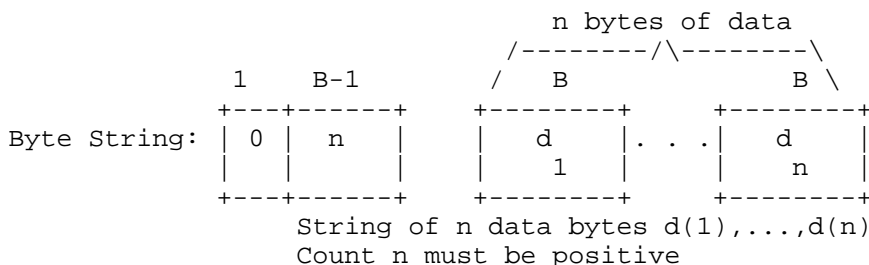 n bytes of data
                                    /--------/\--------\
               1    B-1            /   B              B \
             +---+------+     +--------+     +--------+
Byte String: | 0 |  n   |     |   d    |. . .|   d    |
             |   |      |     |    1   |     |    n   |
             +---+------+     +--------+     +--------+
                  String of n data bytes d(1),...,d(n)
                  Count n must be positive